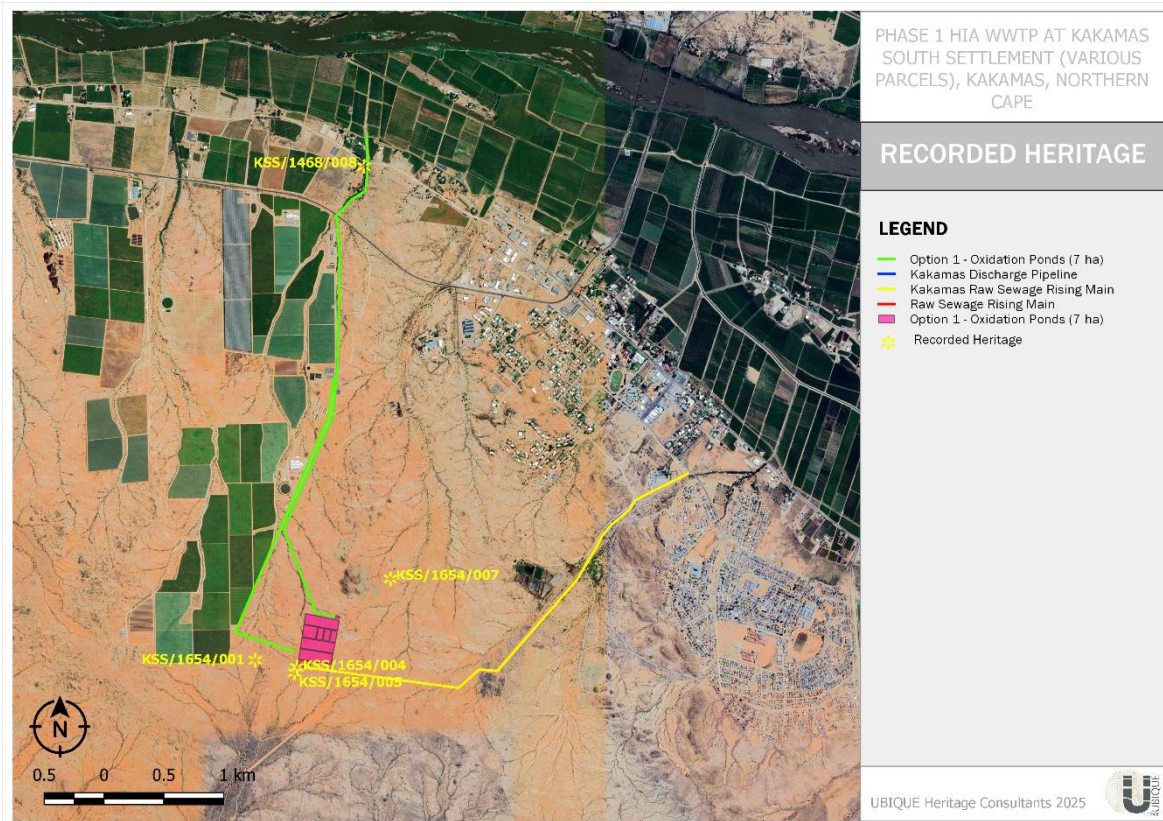 PHASE 1 HIA WWTP AT KAKAMAS
SOUTH SETTLEMENT (VARIOUS
PARCELS), KAKAMAS, NORTHERN
CAPE
RECORDED HERITAGE
LEGEND
Option 1 - Oxidation Ponds (7 ha)
Kakamas Discharge Pipeline
Kakamas Raw Sewage Rising Main
Raw Sewage Rising Main
Option 1 - Oxidation Ponds (7 ha)
Recorded Heritage
KSS/1468/008
KSS/1654/007
KSS/1654/001
KSS/1654/004
KSS/1654/005
N
0.5 0 0.5 1 km
UBIQUE Heritage Consultants 2025
U
UBIQUE